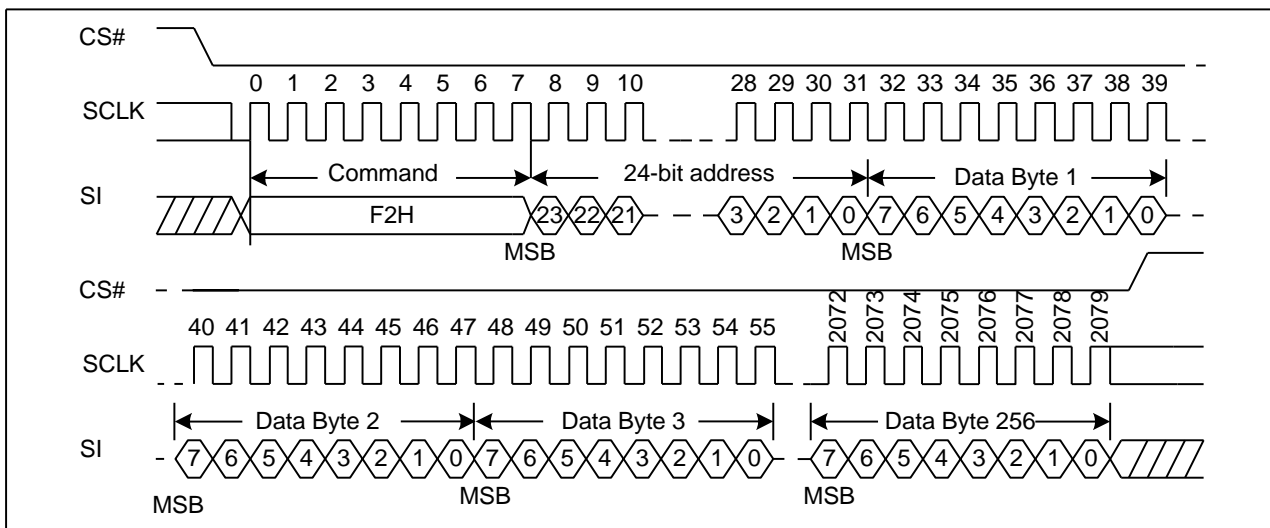 CS#
0 1 2 3 4 5 6 7 8 9 10 28 29 30 31 32 33 34 35 36 37 38 39
SCLK
Command 24-bit address Data Byte 1
SI
F2H 23 22 21 3 2 1 0 7 6 5 4 3 2 1 0
MSB MSB
CS#
40 41 42 43 44 45 46 47 48 49 50 51 52 53 54 55 2072 2073 2074 2075 2076 2077 2078 2079
SCLK
Data Byte 2 Data Byte 3 Data Byte 256
SI
7 6 5 4 3 2 1 0 7 6 5 4 3 2 1 0 7 6 5 4 3 2 1 0
MSB MSB MSB